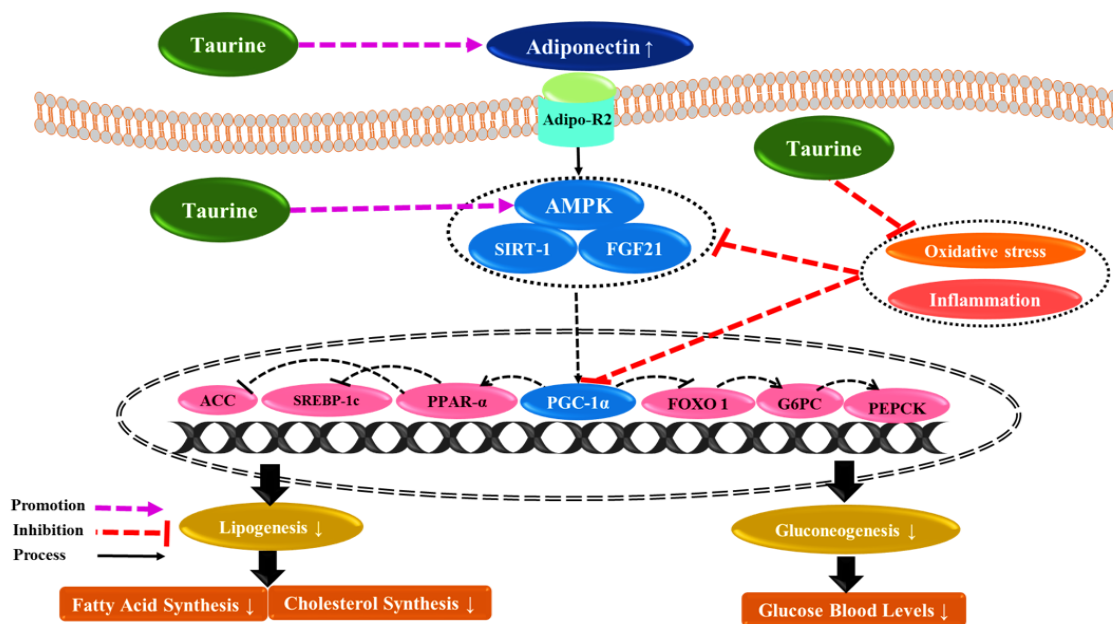 Taurine
Adiponectin ↑
Adipo-R2
Taurine
Taurine
AMPK
SIRT-1
FGF21
Oxidative stress
Inflammation
ACC
SREBP-1c
PPAR-α
PGC-1α
FOXO 1
G6PC
PEPCK
Promotion
Inhibition
Process
Lipogenesis ↓
Gluconeogenesis ↓
Fatty Acid Synthesis ↓
Cholesterol Synthesis ↓
Glucose Blood Levels ↓